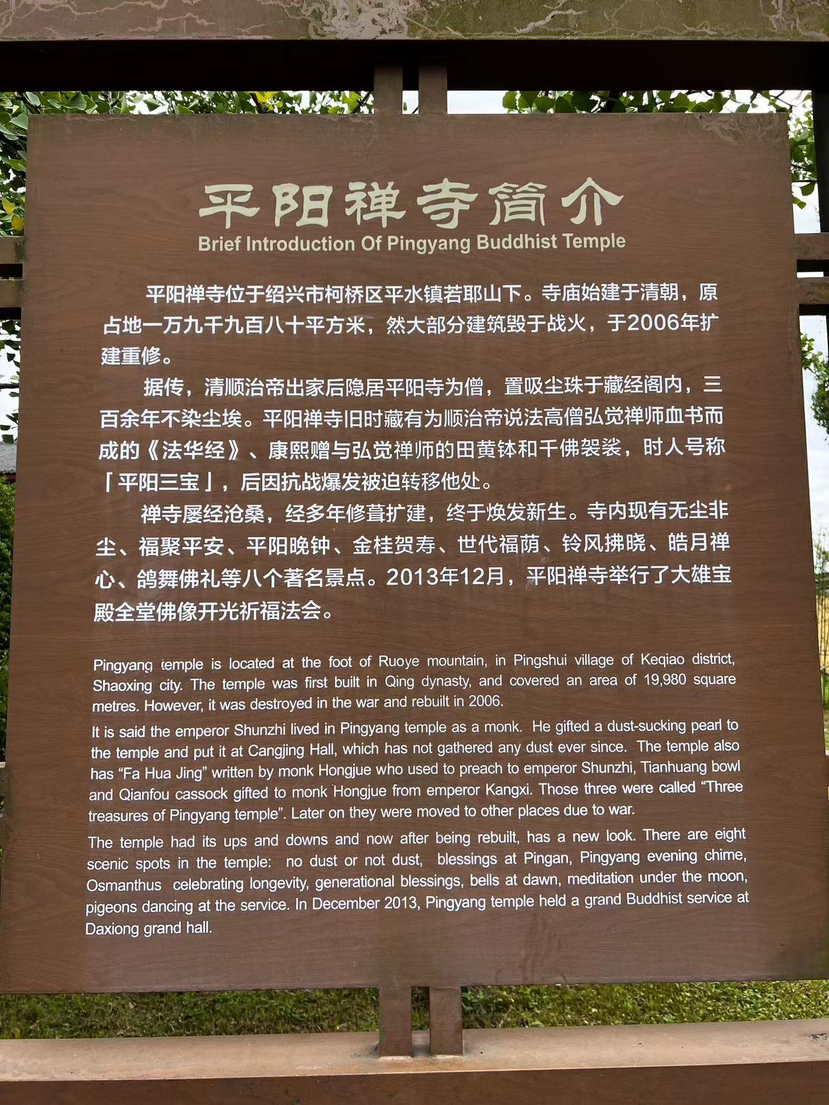 平阳禅寺简介
Brief Introduction Of Pingyang Buddhist Temple
平阳禅寺位于绍兴市柯桥区平水镇若耶山下。寺庙始建于清朝，原
占地一万九千九百八十平方米，然大部分建筑毁于战火，于2006年扩
建重修。
据传，清顺治帝出家后隐居平阳寺为僧，置吸尘珠于藏经阁内，三
百余年不染尘埃。平阳禅寺旧时藏有为顺治帝说法高僧弘觉禅师血书而
成的《法华经》、康熙赠与弘觉禅师的田黄钵和千佛袈裟，时人号称
「平阳三宝」，后因抗战爆发被迫转移他处。
禅寺屡经沧桑，经多年修葺扩建，终于焕发新生。寺内现有无尘非
尘、福聚平安、平阳晚钟、金桂贺寿、世代福荫、铃风拂晓、皓月禅
心、鸽舞佛礼等八个著名景点。2013年12月，平阳禅寺举行了大雄宝
殿全堂佛像开光祈福法会。
Pingyang temple is located at the foot of Ruoye mountain, in Pingshui village of Keqiao district,
Shaoxing city. The temple was first built in Qing dynasty, and covered an area of 19,980 square
metres. However, it was destroyed in the war and rebuilt in 2006.
It is said the emperor Shunzhi lived in Pingyang temple as a monk. He gifted a dust-sucking pearl to
the temple and put it at Cangjing Hall, which has not gathered any dust ever since. The temple also
has “Fa Hua Jing” written by monk Hongjue who used to preach to emperor Shunzhi, Tianhuang bowl
and Qianfou cassock gifted to monk Hongjue from emperor Kangxi. Those three were called “Three
treasures of Pingyang temple”. Later on they were moved to other places due to war.
The temple had its ups and downs and now after being rebuilt, has a new look. There are eight
scenic spots in the temple: no dust or not dust, blessings at Pingan, Pingyang evening chime,
Osmanthus celebrating longevity, generational blessings, bells at dawn, meditation under the moon,
pigeons dancing at the service. In December 2013, Pingyang temple held a grand Buddhist service at
Daxiong grand hall.